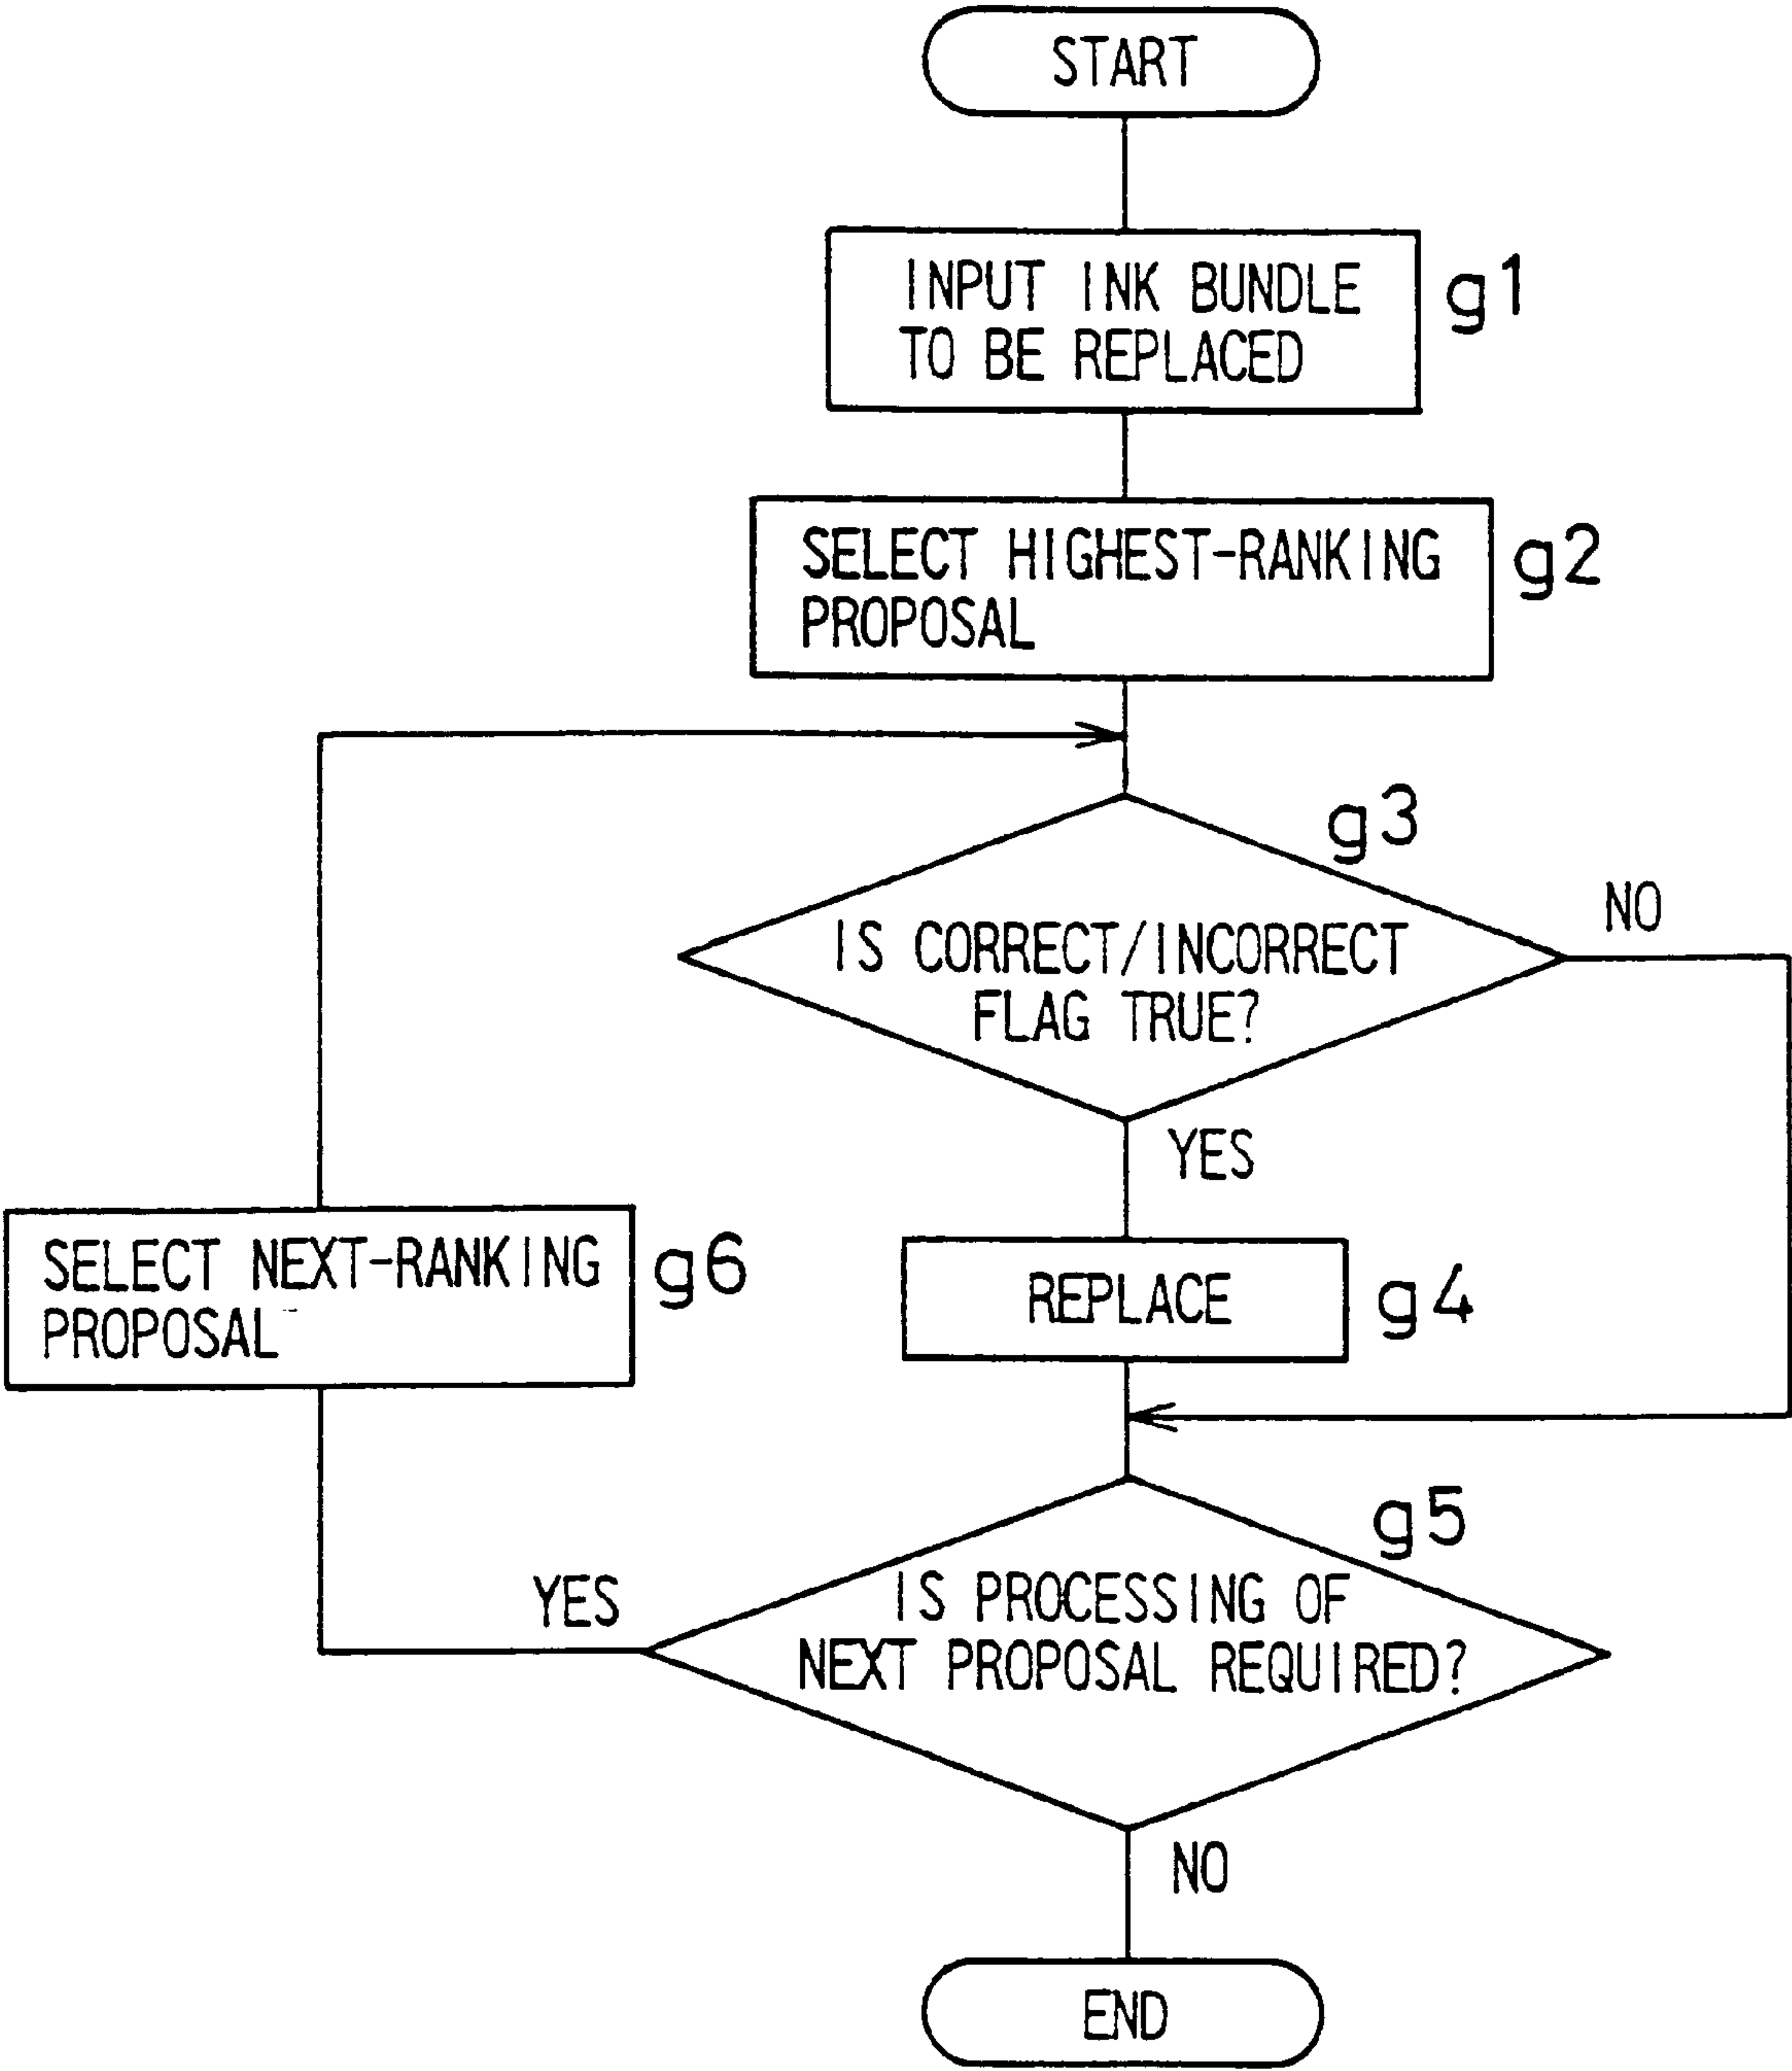 START
INPUT INK BUNDLE
TO BE REPLACED
g1
SELECT HIGHEST-RANKING
PROPOSAL
g2
g3
IS CORRECT/INCORRECT
FLAG TRUE?
NO
YES
SELECT NEXT-RANKING
PROPOSAL
g6
REPLACE
g4
g5
IS PROCESSING OF
NEXT PROPOSAL REQUIRED?
YES
NO
END